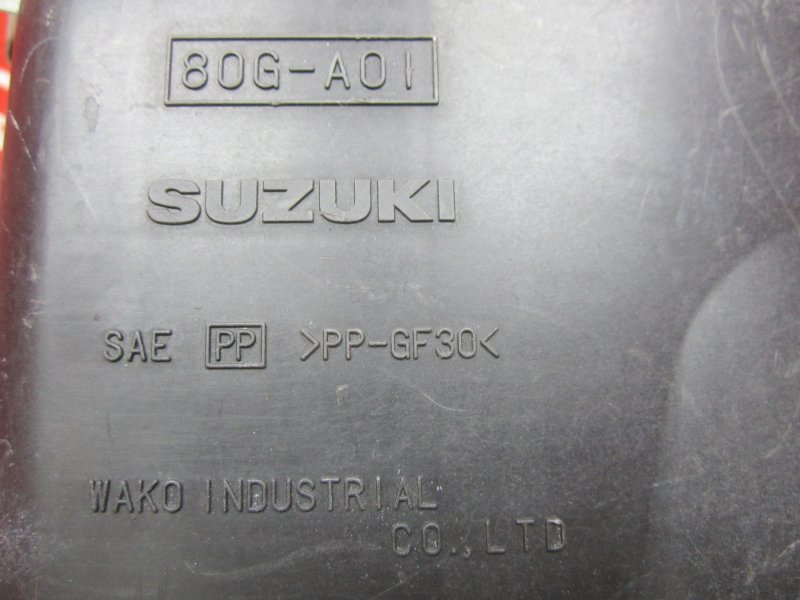 80G-A01
SUZUKI
SAE PP >PP-GF30<
WAKO INDUSTRIAL
CO.,LTD